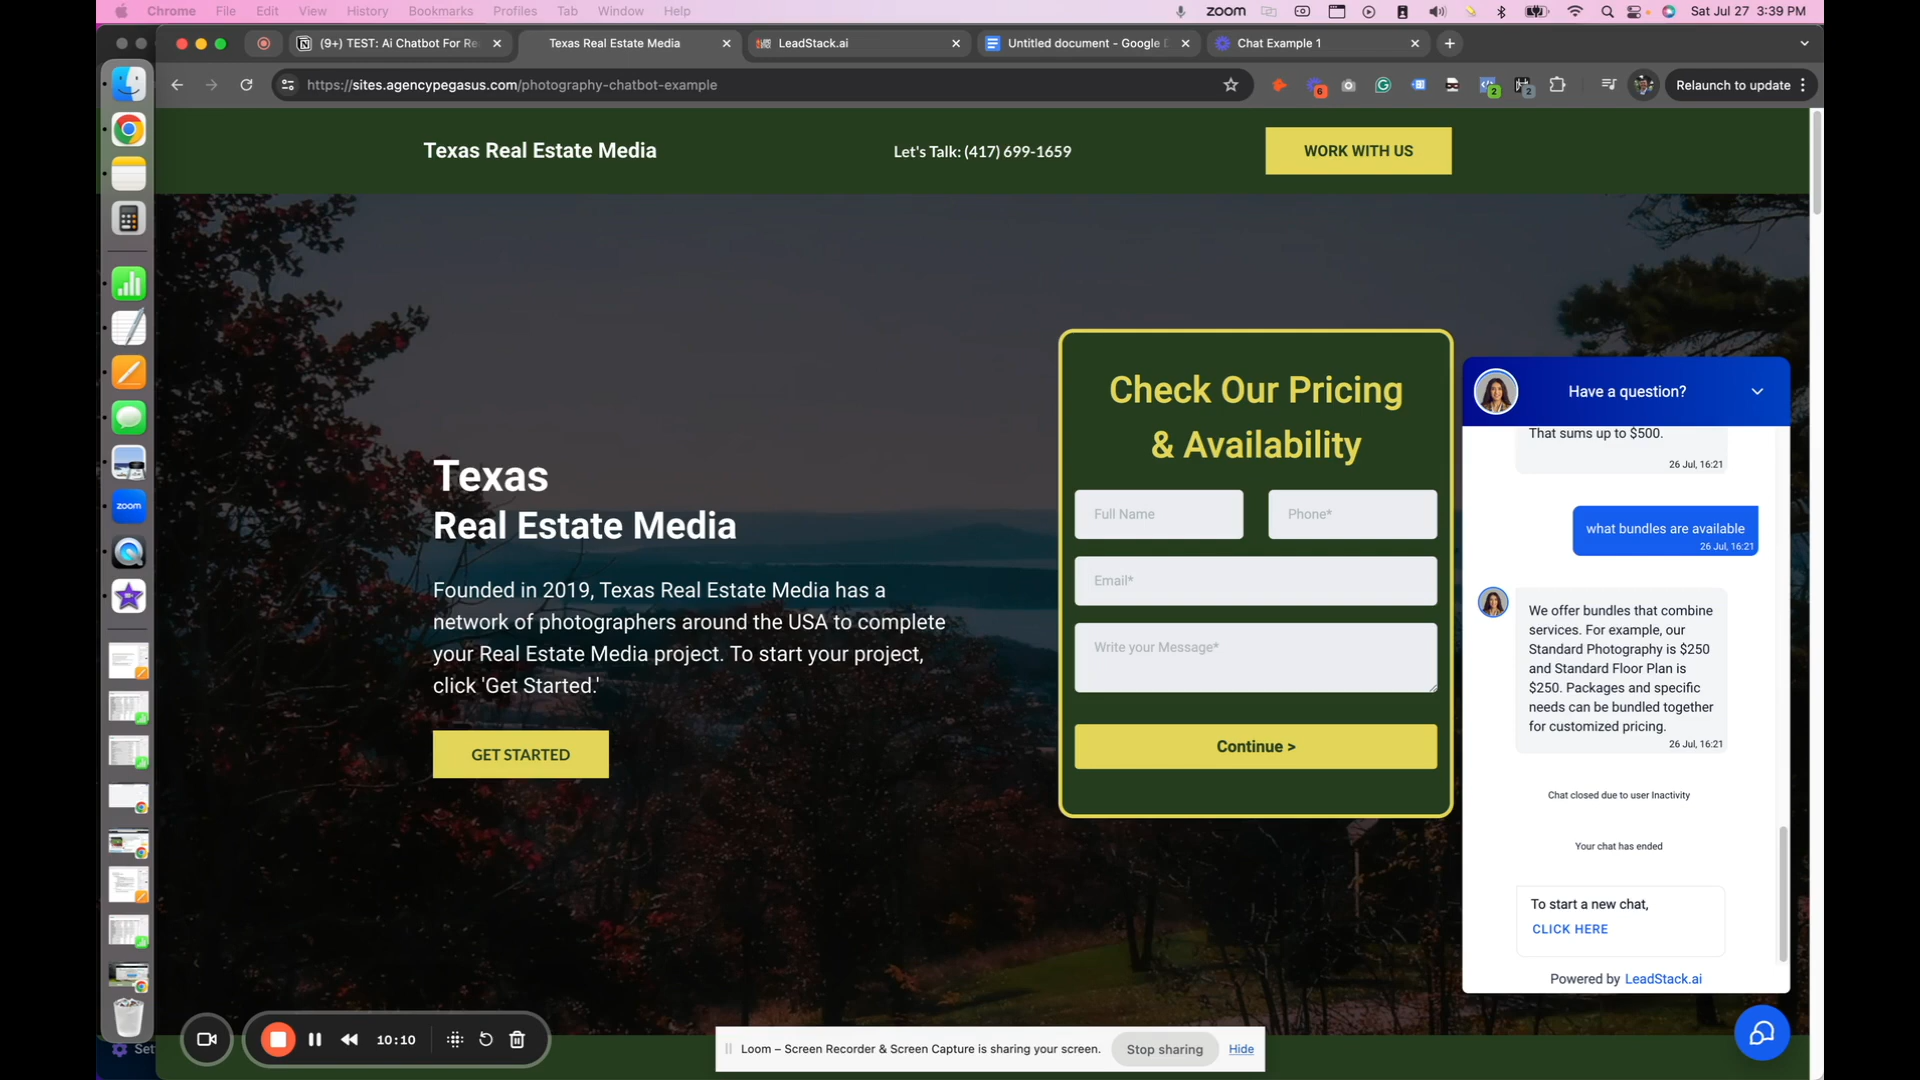 Chrome File Edit View History Bookmarks Profiles Tab Window Help
zoom
Sat Jul 27 3:39 PM
(9+) TEST: Ai Chatbot For Re
Texas Real Estate Media
LeadStack.ai
Untitled document - Google D
Chat Example 1
https://sites.agencypegasus.com/photography-chatbot-example
6
2
2
Relaunch to update
Texas Real Estate Media
Let's Talk: (417) 699-1659
WORK WITH US
Texas
Real Estate Media
Founded in 2019, Texas Real Estate Media has a
network of photographers around the USA to complete
your Real Estate Media project. To start your project,
click 'Get Started.'
GET STARTED
Check Our Pricing
& Availability
Full Name
Phone*
Email*
Write your Message*
Continue >
Have a question?
That sums up to $500.
26 Jul, 16:21
what bundles are available
26 Jul, 16:21
We offer bundles that combine
services. For example, our
Standard Photography is $250
and Standard Floor Plan is
$250. Packages and specific
needs can be bundled together
for customized pricing.
26 Jul, 16:21
Chat closed due to user Inactivity
Your chat has ended
To start a new chat,
CLICK HERE
Powered by LeadStack.ai
zoom
Set
10:10
Loom – Screen Recorder & Screen Capture is sharing your screen.
Stop sharing
Hide